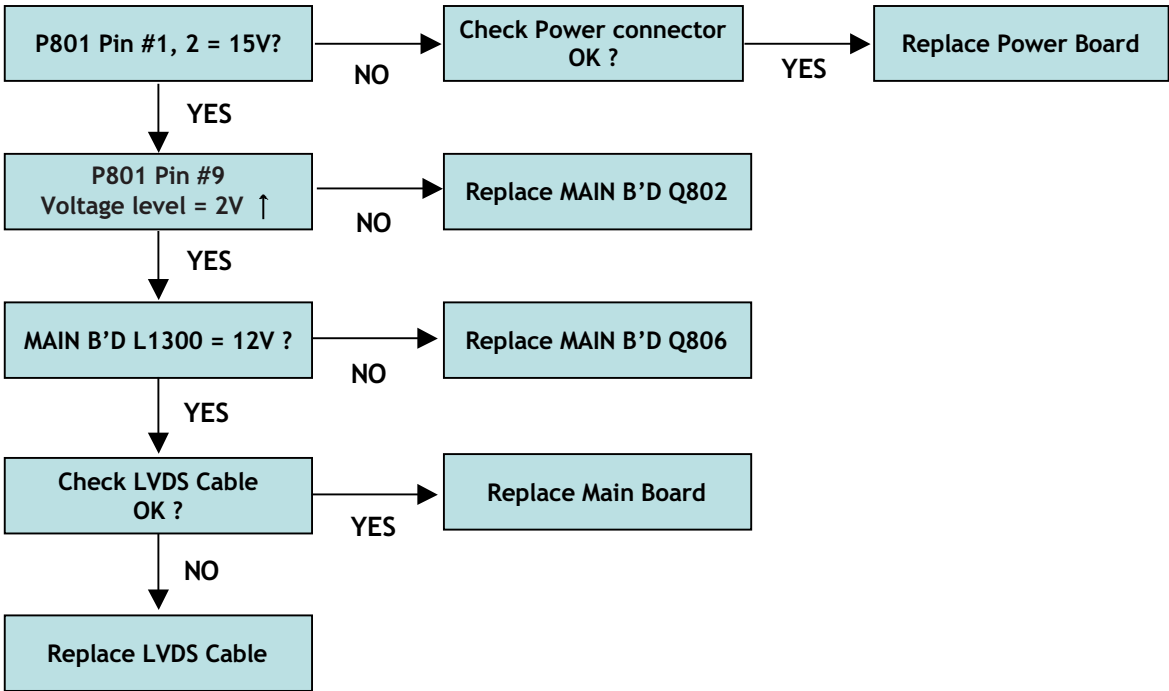 P801 Pin #1, 2 = 15V?
NO
Check Power connector
OK ?
YES
Replace Power Board
YES
P801 Pin #9
Voltage level = 2V ↑
NO
Replace MAIN B’D Q802
YES
MAIN B’D L1300 = 12V ?
NO
Replace MAIN B’D Q806
YES
Check LVDS Cable
OK ?
YES
Replace Main Board
NO
Replace LVDS Cable